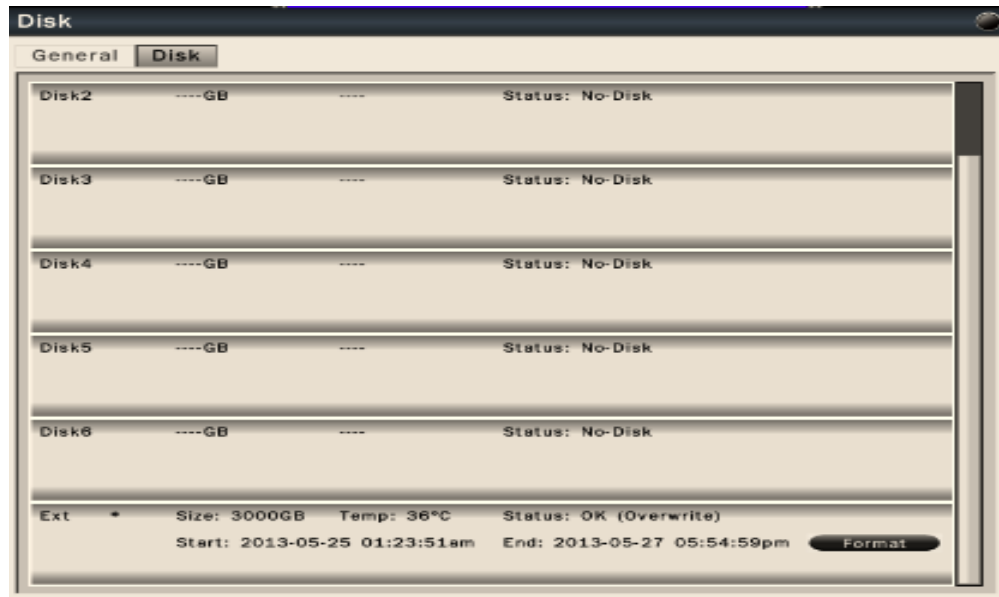 Disk
General Disk
Disk2 ----GB ---- Status: No-Disk
Disk3 ----GB ---- Status: No-Disk
Disk4 ----GB ---- Status: No-Disk
Disk5 ----GB ---- Status: No-Disk
Disk6 ----GB ---- Status: No-Disk
Ext * Size: 3000GB Temp: 36°C Status: OK (Overwrite)
Start: 2013-05-25 01:23:51am End: 2013-05-27 05:54:59pm Format